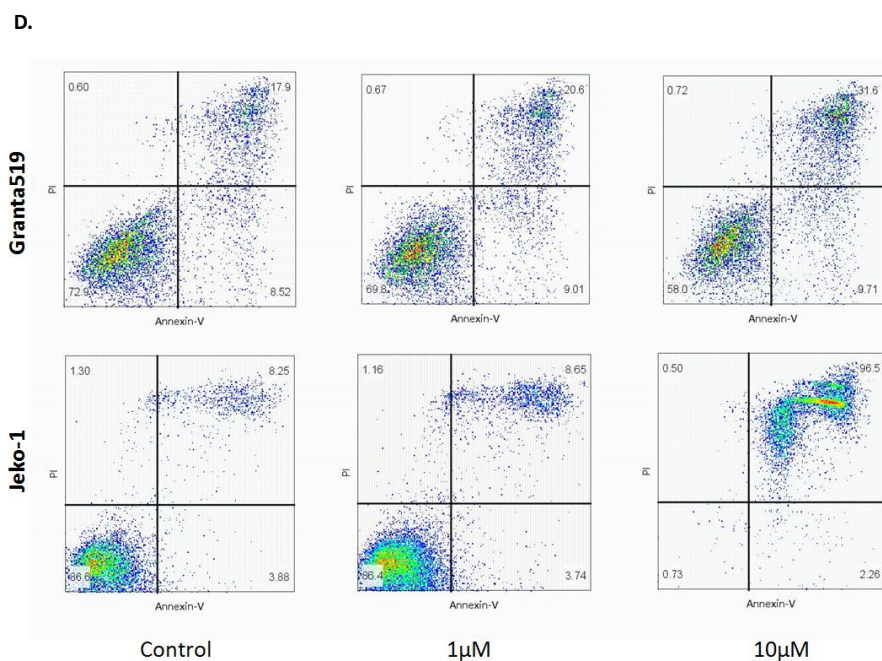 D.
Granta519
0.60
17.9
PI
72.9
8.52
Annexin-V
0.67
20.6
PI
69.8
9.01
Annexin-V
0.72
31.6
PI
58.0
9.71
Annexin-V
Jeko-1
1.30
8.25
PI
86.6
3.88
Annexin-V
1.16
8.65
PI
86.4
3.74
Annexin-V
0.50
96.5
PI
0.73
2.26
Annexin-V
Control
1µM
10µM